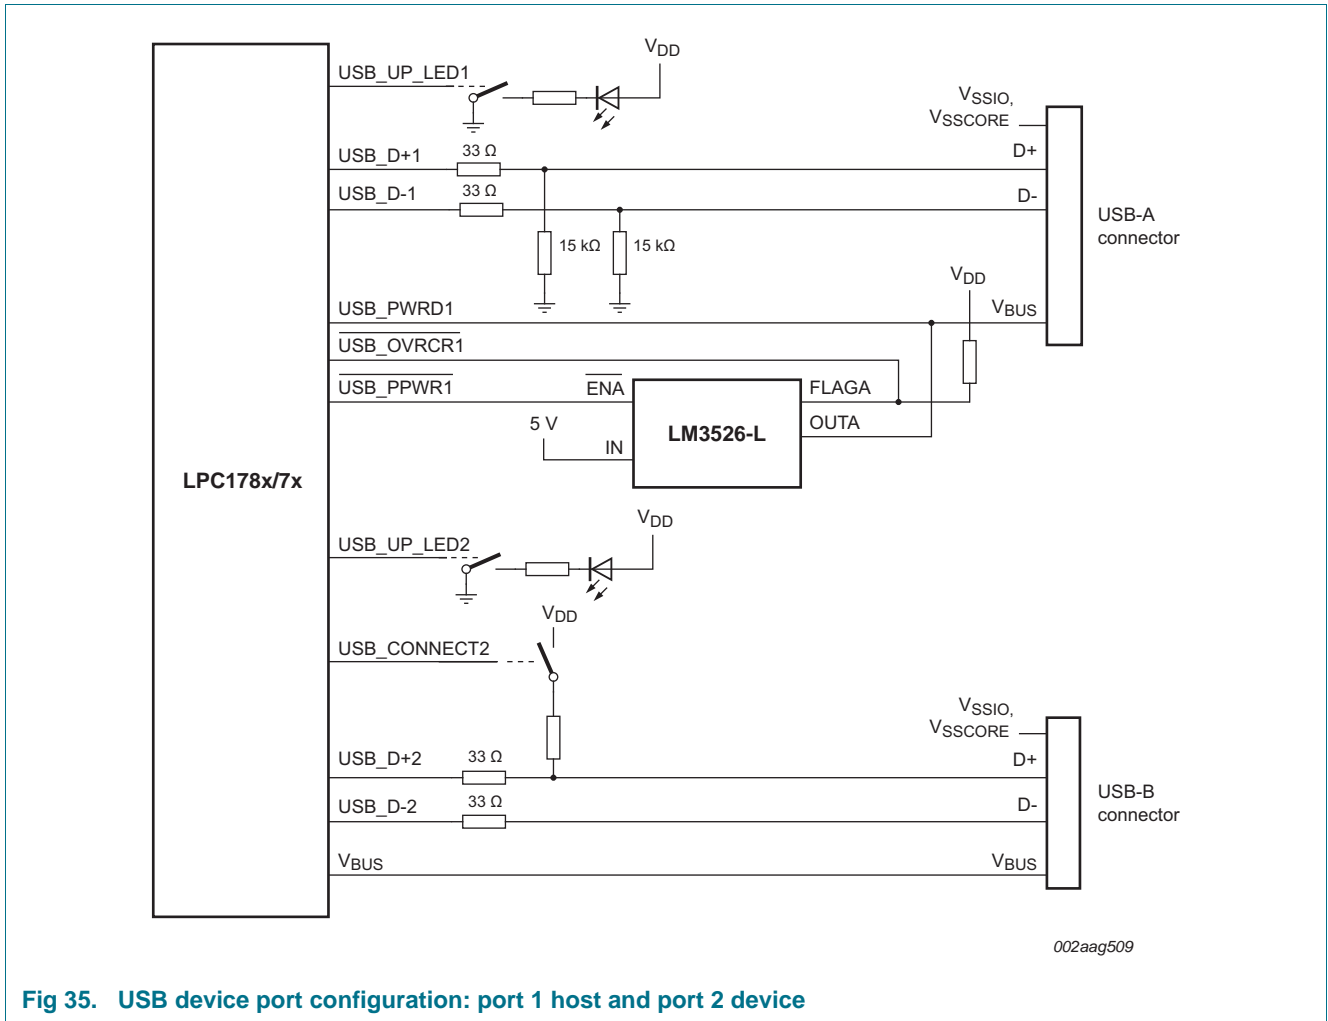 VDD
USB_UP_LED1
VSSIO,
VSSCORE
USB_D+1
33 Ω
D+
USB_D-1
33 Ω
D-
USB-A
connector
15 kΩ
15 kΩ
VDD
USB_PWRD1
VBUS
USB_OVRCR1
USB_PPWR1
ENA
FLAGA
5 V
OUTA
LM3526-L
IN
LPC178x/7x
VDD
USB_UP_LED2
VDD
USB_CONNECT2
VSSIO,
VSSCORE
USB_D+2
33 Ω
D+
USB-B
connector
USB_D-2
33 Ω
D-
VBUS
VBUS
002aag509
Fig 35. USB device port configuration: port 1 host and port 2 device